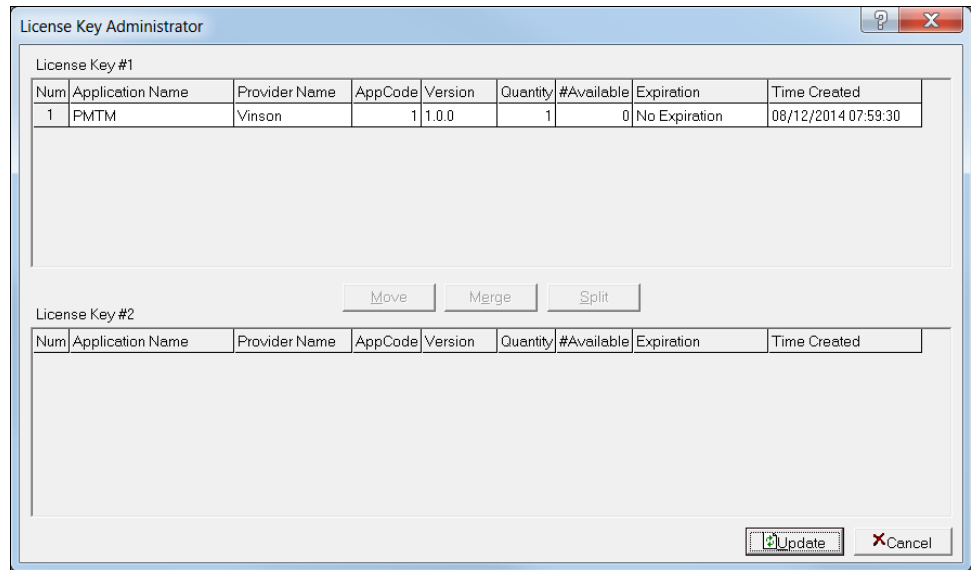 License Key Administrator
License Key #1
Num Application Name Provider Name AppCode Version Quantity #Available Expiration Time Created
1 PMTM Vinson 1 1.0.0 1 0 No Expiration 08/12/2014 07:59:30
Move Merge Split
License Key #2
Num Application Name Provider Name AppCode Version Quantity #Available Expiration Time Created
Update Cancel